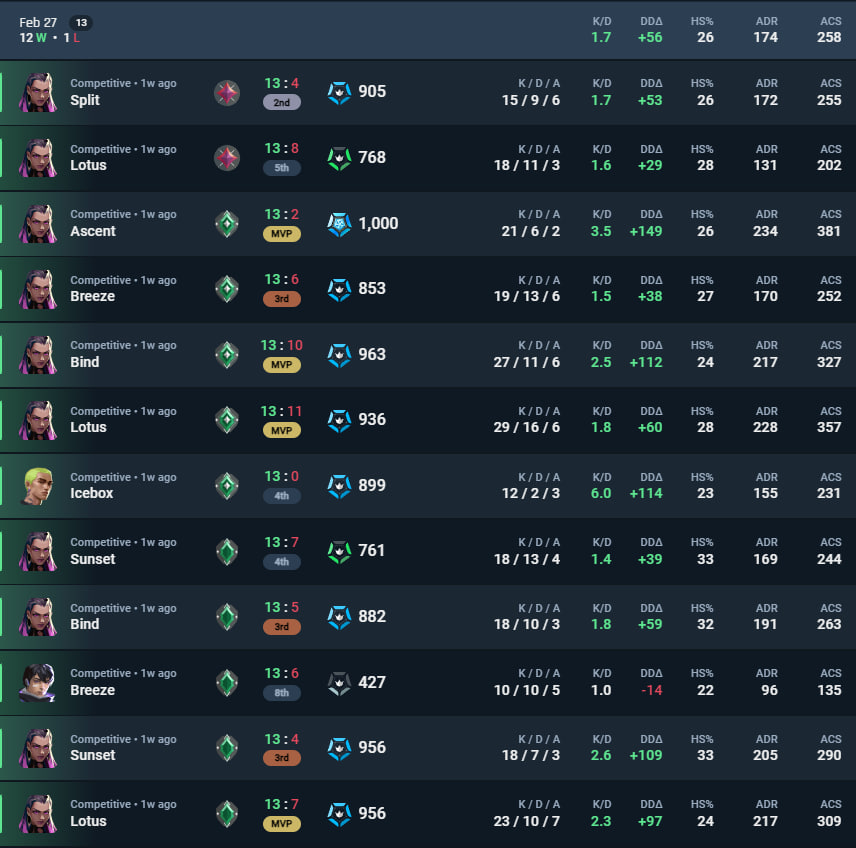 Feb 27 13
12 W • 1 L
K/D DDΔ HS% ADR ACS
1.7 +56 26 174 258
Competitive • 1w ago 13 : 4 K / D / A K/D DDΔ HS% ADR ACS
Split 2nd 905 15 / 9 / 6 1.7 +53 26 172 255
Competitive • 1w ago 13 : 8 K / D / A K/D DDΔ HS% ADR ACS
Lotus 5th 768 18 / 11 / 3 1.6 +29 28 131 202
Competitive • 1w ago 13 : 2 K / D / A K/D DDΔ HS% ADR ACS
Ascent MVP 1,000 21 / 6 / 2 3.5 +149 26 234 381
Competitive • 1w ago 13 : 6 K / D / A K/D DDΔ HS% ADR ACS
Breeze 3rd 853 19 / 13 / 6 1.5 +38 27 170 252
Competitive • 1w ago 13 : 10 K / D / A K/D DDΔ HS% ADR ACS
Bind MVP 963 27 / 11 / 6 2.5 +112 24 217 327
Competitive • 1w ago 13 : 11 K / D / A K/D DDΔ HS% ADR ACS
Lotus MVP 936 29 / 16 / 6 1.8 +60 28 228 357
Competitive • 1w ago 13 : 0 K / D / A K/D DDΔ HS% ADR ACS
Icebox 4th 899 12 / 2 / 3 6.0 +114 23 155 231
Competitive • 1w ago 13 : 7 K / D / A K/D DDΔ HS% ADR ACS
Sunset 4th 761 18 / 13 / 4 1.4 +39 33 169 244
Competitive • 1w ago 13 : 5 K / D / A K/D DDΔ HS% ADR ACS
Bind 3rd 882 18 / 10 / 3 1.8 +59 32 191 263
Competitive • 1w ago 13 : 6 K / D / A K/D DDΔ HS% ADR ACS
Breeze 8th 427 10 / 10 / 5 1.0 -14 22 96 135
Competitive • 1w ago 13 : 4 K / D / A K/D DDΔ HS% ADR ACS
Sunset 3rd 956 18 / 7 / 3 2.6 +109 33 205 290
Competitive • 1w ago 13 : 7 K / D / A K/D DDΔ HS% ADR ACS
Lotus MVP 956 23 / 10 / 7 2.3 +97 24 217 309